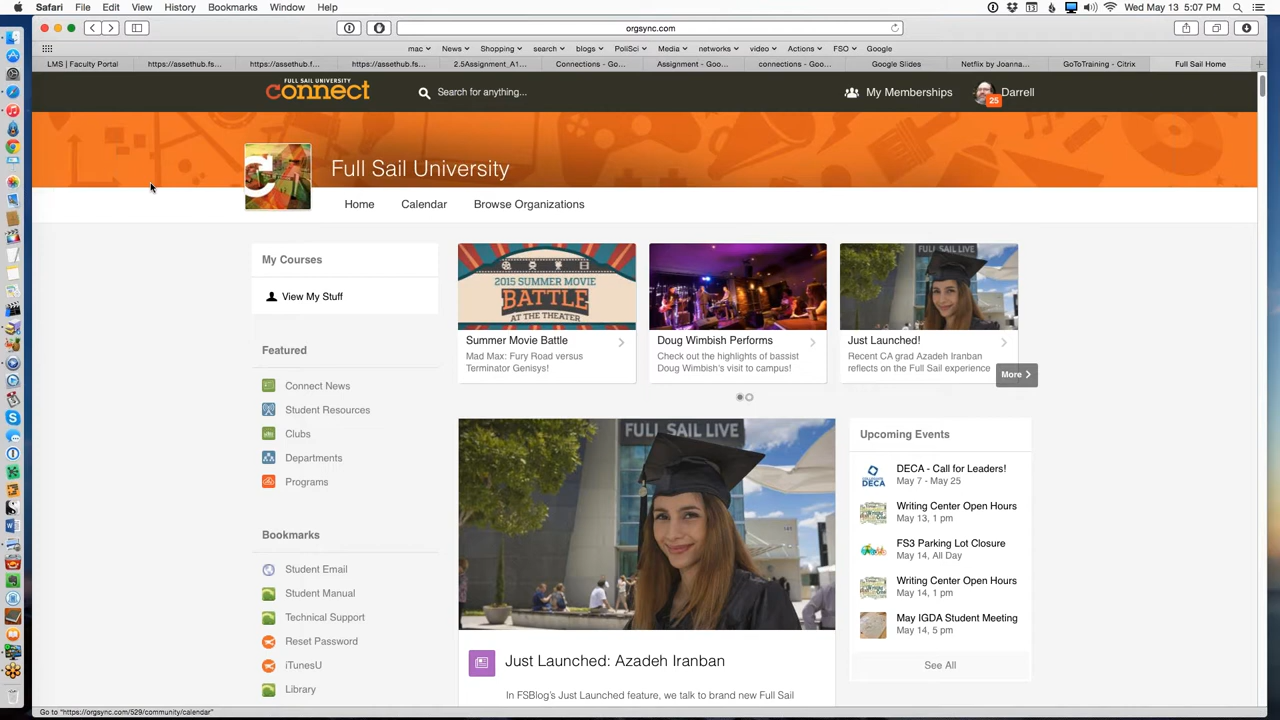 Safari File Edit View History Bookmarks Window Help
Wed May 13 5:07 PM
orgsync.com
mac News Shopping search blogs PoliSci Media networks video Actions FSO Google
LMS | Faculty Portal https://assethub.fs... https://assethub.f... https://assethub.fs... 2.5Assignment_A1... Connections - Go... Assignment - Goo... connections - Goo... Google Slides Netflix by Joanna... GoToTraining - Citrix Full Sail Home
FULL SAIL UNIVERSITY
connect
Search for anything...
My Memberships
25
Darrell
Full Sail University
Home Calendar Browse Organizations
My Courses
View My Stuff
Featured
Connect News
Student Resources
Clubs
Departments
Programs
Bookmarks
Student Email
Student Manual
Technical Support
Reset Password
iTunesU
Library
2015 SUMMER MOVIE
BATTLE
AT THE THEATER
Summer Movie Battle
Mad Max: Fury Road versus
Terminator Genisys!
Doug Wimbish Performs
Check out the highlights of bassist
Doug Wimbish's visit to campus!
FULL SAIL LIVE
Just Launched!
Recent CA grad Azadeh Iranban
reflects on the Full Sail experience
More
FULL SAIL LIVE
Just Launched: Azadeh Iranban
In FSBlog's Just Launched feature, we talk to brand new Full Sail
Upcoming Events
DECA
DECA - Call for Leaders!
May 7 - May 25
Writing Center Open Hours
May 13, 1 pm
FS3 Parking Lot Closure
May 14, All Day
Writing Center Open Hours
May 14, 1 pm
May IGDA Student Meeting
May 14, 5 pm
See All
Go to "https://orgsync.com/529/community/calendar"